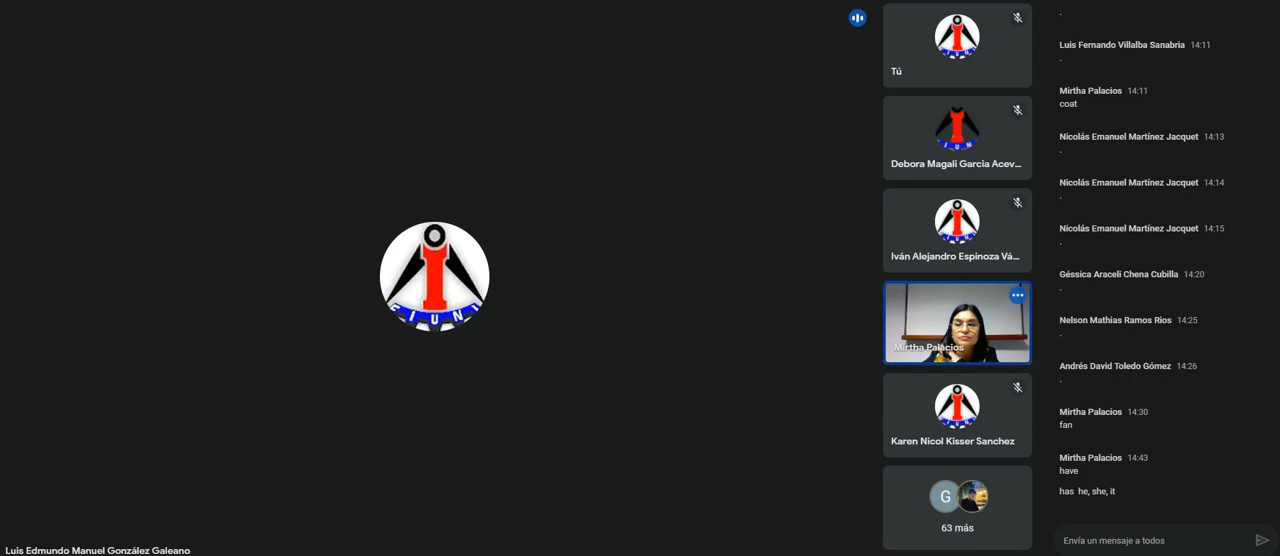 Luis Edmundo Manuel González Galeano
Tú
Debora Magali Garcia Acev...
Iván Alejandro Espinoza Vá...
Mirtha Palacios
Karen Nicol Kisser Sanchez
G
63 más
.
Luis Fernando Villalba Sanabria 14:11
.
Mirtha Palacios 14:11
coat
Nicolás Emanuel Martínez Jacquet 14:13
.
Nicolás Emanuel Martínez Jacquet 14:14
.
Nicolás Emanuel Martínez Jacquet 14:15
.
Géssica Araceli Chena Cubilla 14:20
.
Nelson Mathias Ramos Rios 14:25
.
Andrés David Toledo Gómez 14:26
.
Mirtha Palacios 14:30
fan
Mirtha Palacios 14:43
have
has he, she, it
Envía un mensaje a todos